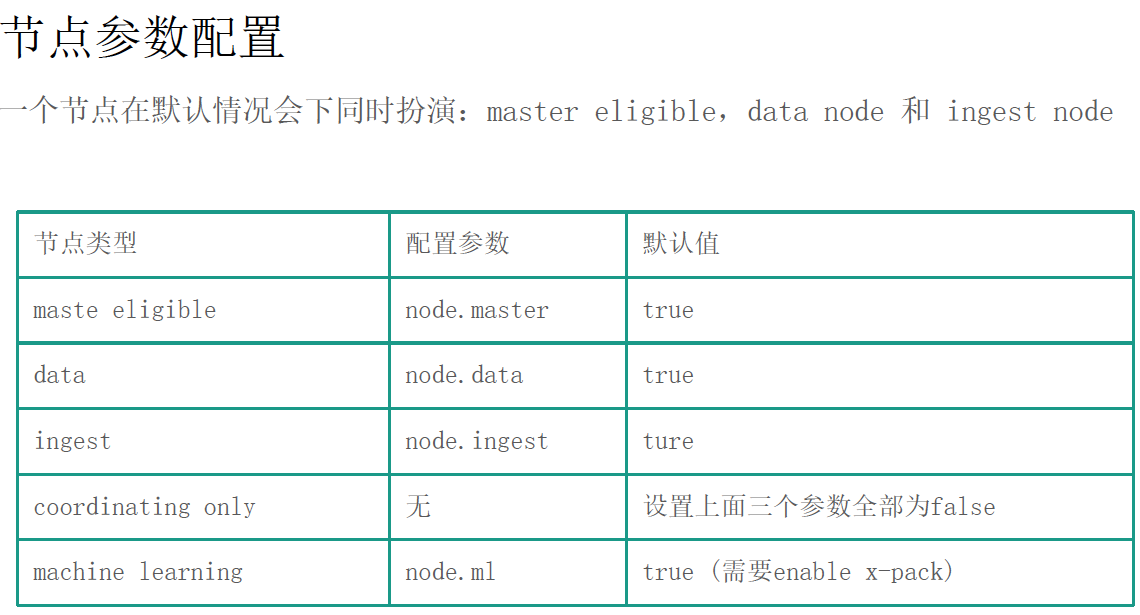 节点参数配置
一个节点在默认情况会下同时扮演：master eligible，data node 和 ingest node
节点类型 配置参数 默认值
maste eligible node.master true
data node.data true
ingest node.ingest ture
coordinating only 无 设置上面三个参数全部为false
machine learning node.ml true (需要enable x-pack)